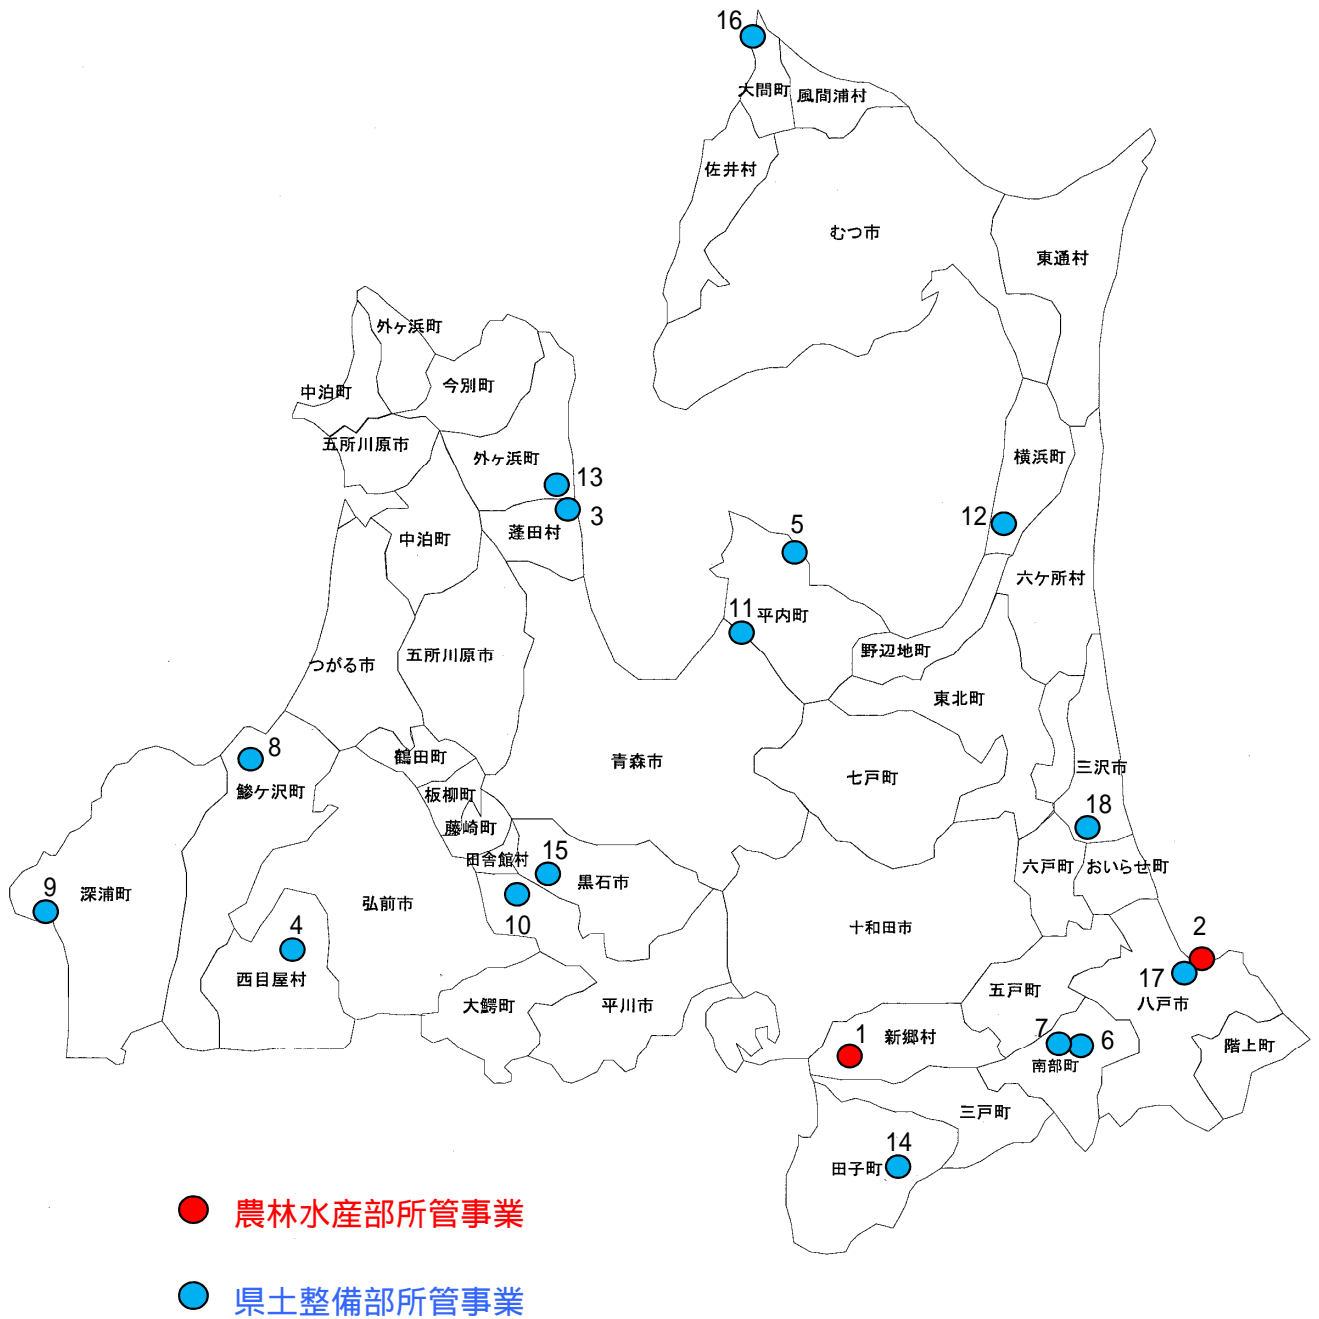 16
大間町
風間浦村
佐井村
むつ市
東通村
外ヶ浜町
今別町
中泊町
五所川原市
外ヶ浜町
13
3
蓬田村
中泊町
横浜町
12
5
六ケ所村
11
平内町
野辺地町
つがる市
五所川原市
東北町
8
鰺ケ沢町
鶴田町
青森市
七戸町
三沢市
18
板柳町
藤崎町
田舎館村
15
黒石市
六戸町
おいらせ町
9
深浦町
弘前市
10
十和田市
4
西目屋村
2
17
八戸市
五戸町
大鰐町
平川市
1
新郷村
7
6
南部町
階上町
三戸町
14
田子町
農林水産部所管事業
県土整備部所管事業